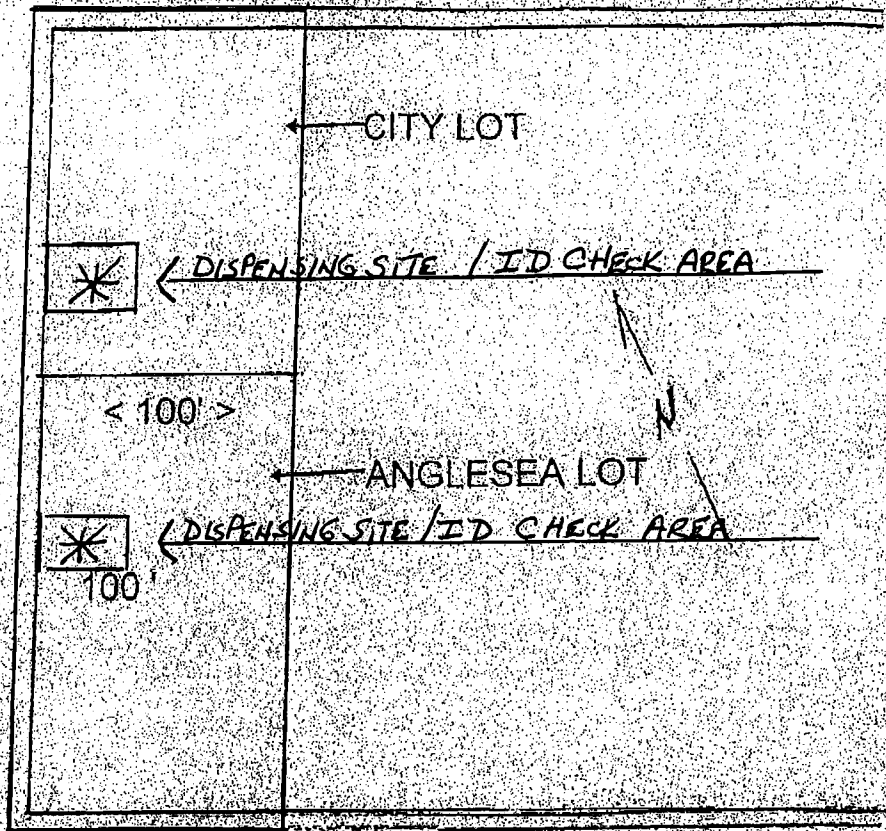 CITY LOT
DISPENSING SITE / ID CHECK AREA
N
< 100' >
ANGLESEA LOT
DISPENSING SITE / ID CHECK AREA
100'